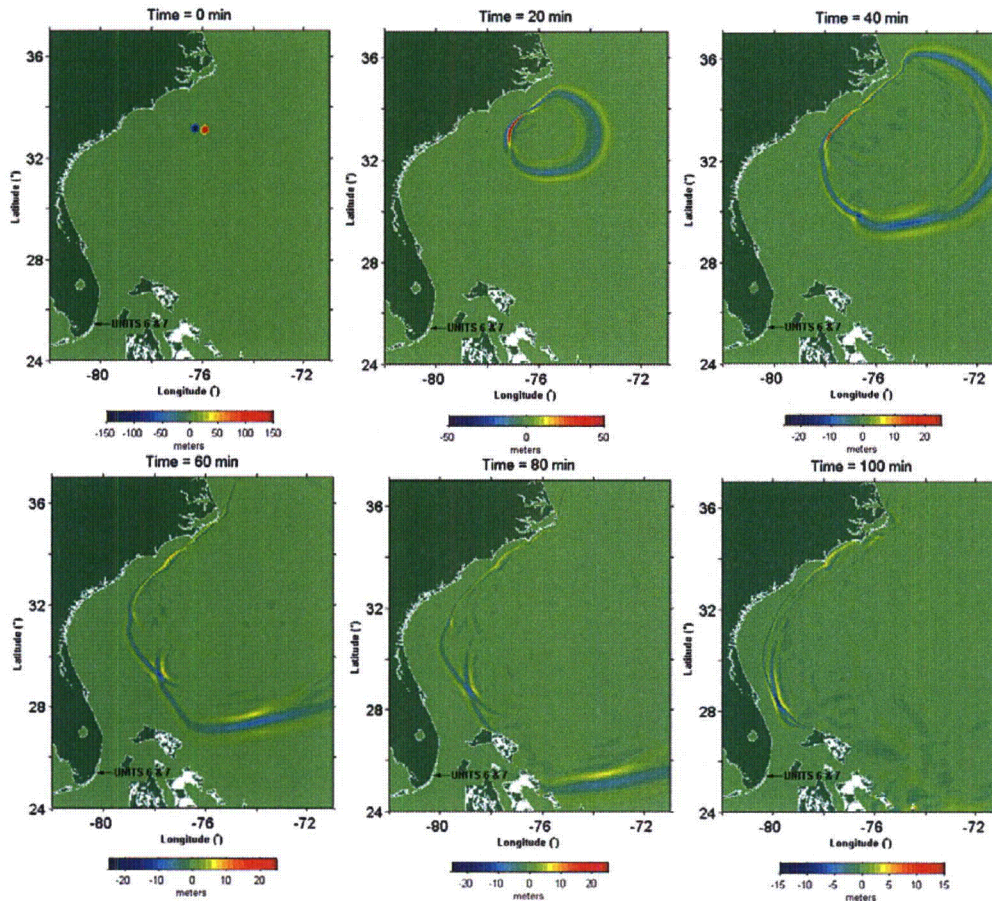 Time = 0 min
Time = 20 min
Time = 40 min
Latitude (°)
36
32
28
24
UNITS 6 & 7
-80
-76
-72
Longitude (°)
-150 -100 -50 0 50 100 150
meters
Latitude (°)
36
32
28
24
UNITS 6 & 7
-80
-76
-72
Longitude (°)
-50 0 50
meters
Latitude (°)
36
32
28
24
UNITS 6 & 7
-80
-76
-72
Longitude (°)
-20 -10 0 10 20
meters
Time = 60 min
Time = 80 min
Time = 100 min
Latitude (°)
36
32
28
24
UNITS 6 & 7
-80
-76
-72
Longitude (°)
-20 -10 0 10 20
meters
Latitude (°)
36
32
28
24
UNITS 6 & 7
-80
-76
-72
Longitude (°)
-20 -10 0 10 20
meters
Latitude (°)
36
32
28
24
UNITS 6 & 7
-80
-76
-72
Longitude (°)
-15 -10 -5 0 5 10 15
meters